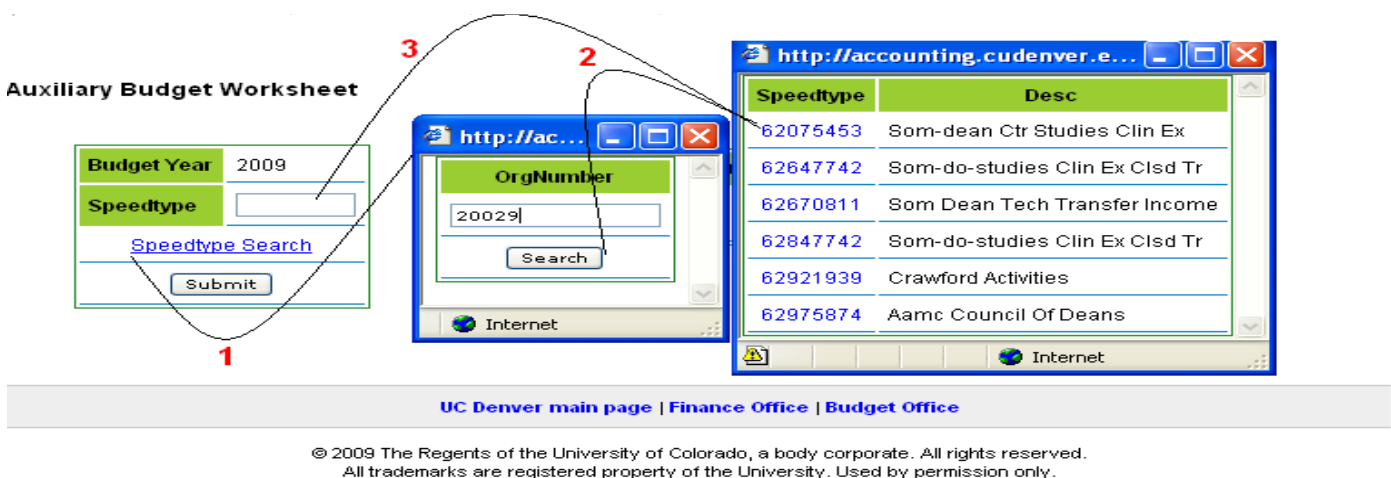 3
2
1
Auxiliary Budget Worksheet
Budget Year 2009
Speedtype
Speedtype Search
Submit
http://ac...
OrgNumber
20029
Search
Internet
http://accounting.cudenver.e...
Speedtype Desc
62075453 Som-dean Ctr Studies Clin Ex
62647742 Som-do-studies Clin Ex Clsd Tr
62670811 Som Dean Tech Transfer Income
62847742 Som-do-studies Clin Ex Clsd Tr
62921939 Crawford Activities
62975874 Aamc Council Of Deans
Internet
UC Denver main page | Finance Office | Budget Office
© 2009 The Regents of the University of Colorado, a body corporate. All rights reserved.
All trademarks are registered property of the University. Used by permission only.